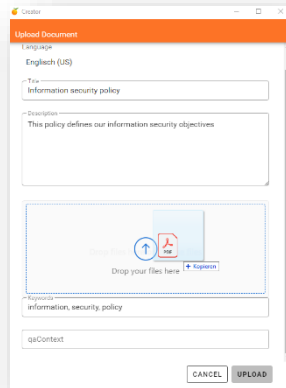 Creator
Upload Document
Language
Englisch (US)
Title
Information security policy
Description
This policy defines our information security objectives
PDF
Drop your files here
+ Kopieren
Keywords
information, security, policy
qaContext
CANCEL
UPLOAD